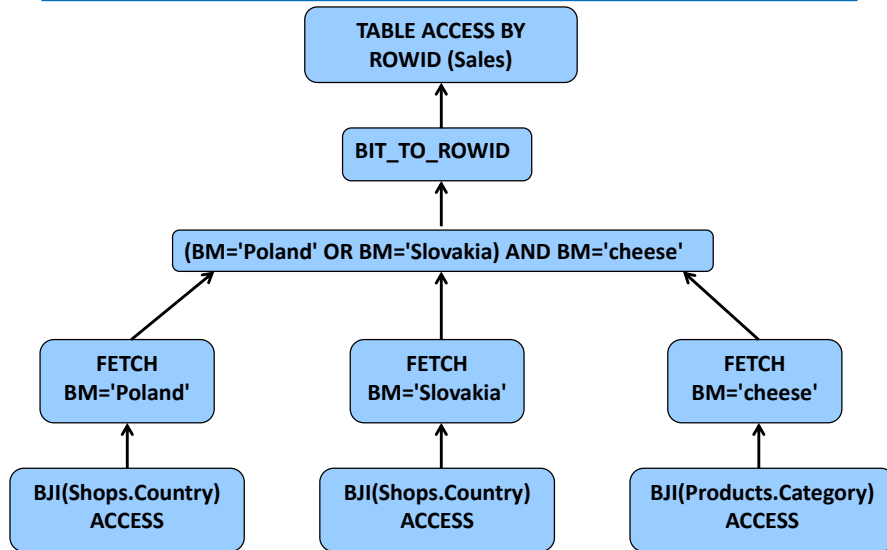 TABLE ACCESS BY
ROWID (Sales)
BIT_TO_ROWID
(BM='Poland' OR BM='Slovakia) AND BM='cheese'
FETCH
BM='Poland'
FETCH
BM='Slovakia'
FETCH
BM='cheese'
BJI(Shops.Country)
ACCESS
BJI(Shops.Country)
ACCESS
BJI(Products.Category)
ACCESS